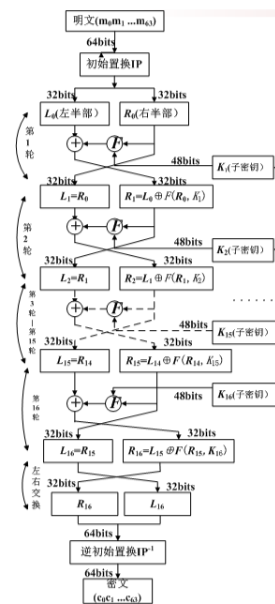 明文(m0m1 ...m63)
64bits
初始置换IP
32bits 32bits
L0(左半部) R0(右半部)
第1轮
+ F
48bits K1(子密钥)
32bits 32bits
L1=R0 R1=L0⊕F(R0, K1)
第2轮
+ F
48bits K2(子密钥)
32bits 32bits
L2=R1 R2=L1⊕F(R1, K2)
第3轮—第15轮
+ F
......
48bits K15(子密钥)
32bits 32bits
L15=R14 R15=L14⊕F(R14, K15)
第16轮
+ F
48bits K16(子密钥)
32bits 32bits
L16=R15 R16=L15⊕F(R15, K16)
左右交换
32bits 32bits
R16 L16
64bits
逆初始置换IP-1
64bits
密文
(c0c1 ...c63)